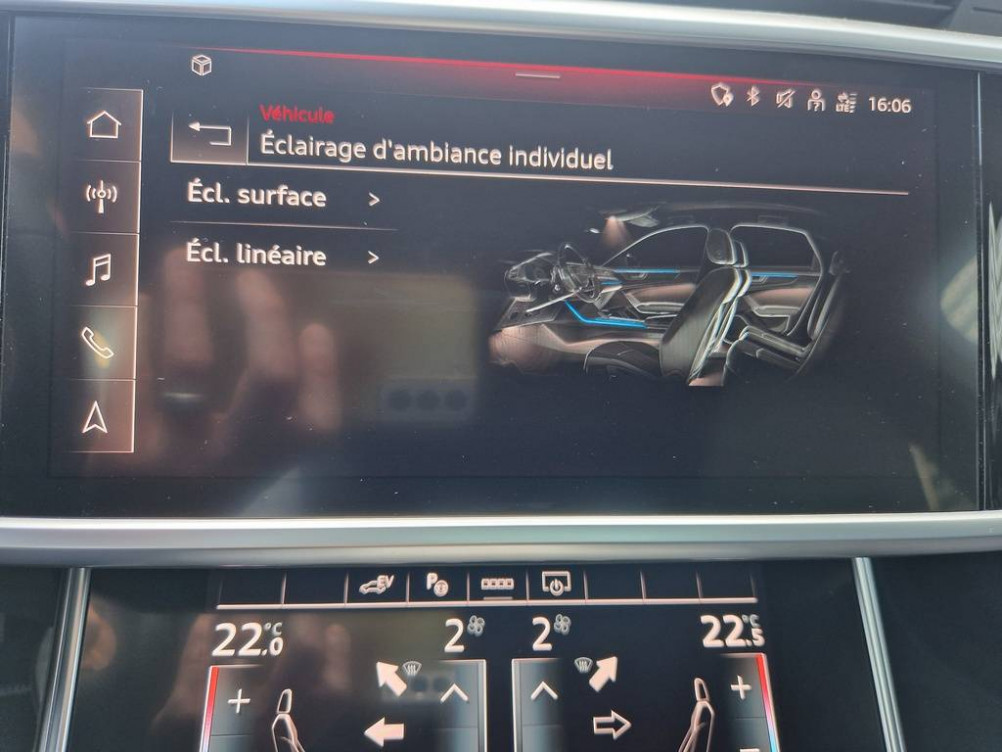 16:06
Véhicule
Éclairage d'ambiance individuel
Écl. surface >
Écl. linéaire >
EV P
22.0 °C 2 2 22.5 °C
+ +